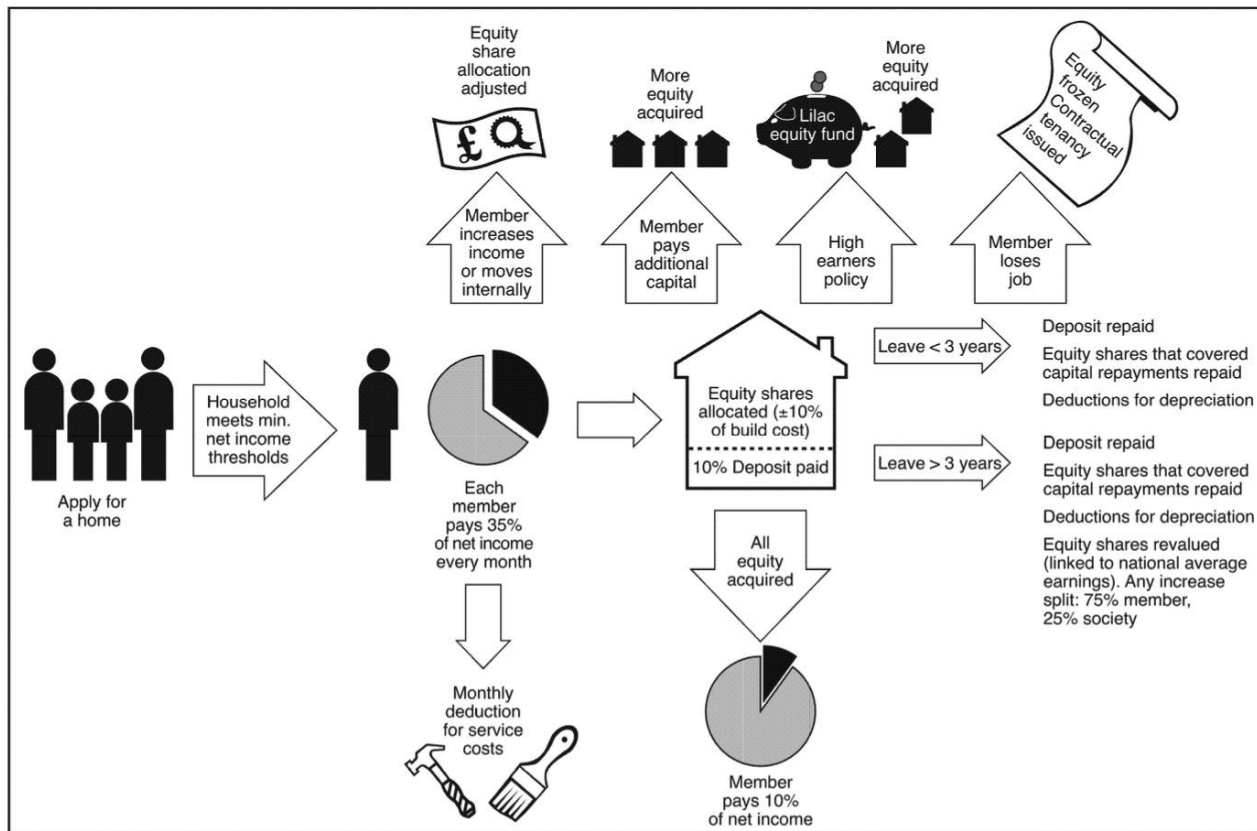 Equity
share
allocation
adjusted
£
More
equity
acquired
Lilac
equity fund
More
equity
acquired
Equity
frozen
Contractual
tenancy
issued
Member
increases
income
or moves
internally
Member
pays
additional
capital
High
earners
policy
Member
loses
job
Apply for
a home
Household
meets min.
net income
thresholds
Each
member
pays 35%
of net income
every month
Equity shares
allocated (±10%
of build cost)
10% Deposit paid
Leave < 3 years
Deposit repaid
Equity shares that covered
capital repayments repaid
Deductions for depreciation
Leave > 3 years
Deposit repaid
Equity shares that covered
capital repayments repaid
Deductions for depreciation
Equity shares revalued
(linked to national average
earnings). Any increase
split: 75% member,
25% society
Monthly
deduction
for service
costs
All
equity
acquired
Member
pays 10%
of net income